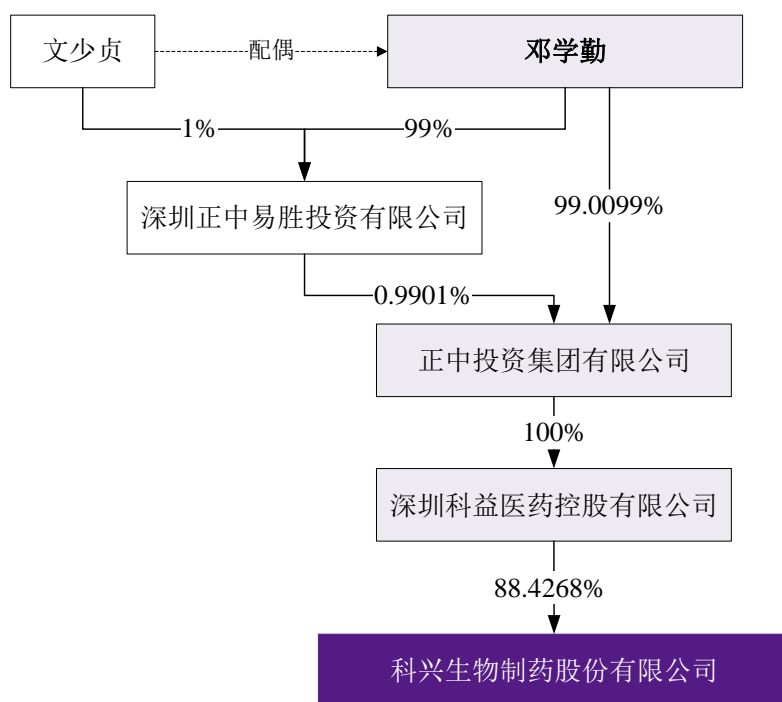 文少贞
配偶
邓学勤
1%
99%
深圳正中易胜投资有限公司
99.0099%
0.9901%
正中投资集团有限公司
100%
深圳科益医药控股有限公司
88.4268%
科兴生物制药股份有限公司